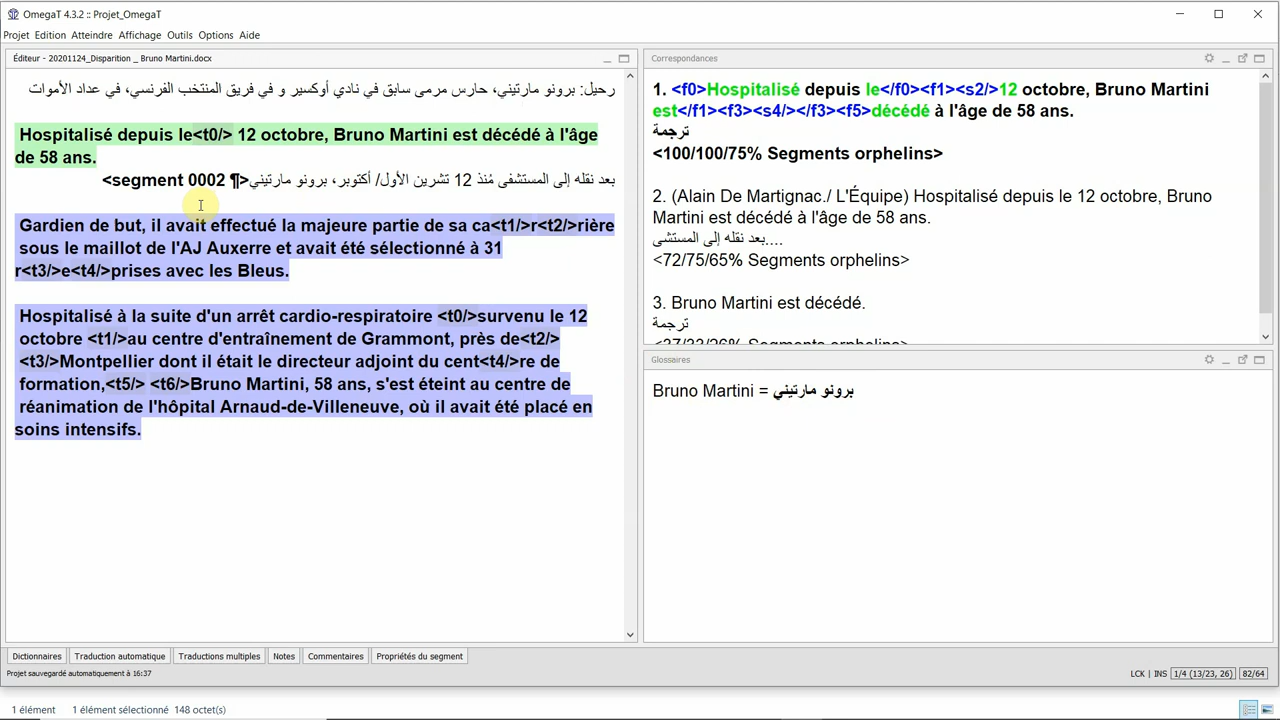 OmegaT 4.3.2 :: Projet_OmegaT
Projet Edition Atteindre Affichage Outils Options Aide
Éditeur - 20201124_Disparition _ Bruno Martini.docx
رحيل: برونو مارتيني، حارس مرمى سابق في نادي أوكسير و في فريق المنتخب الفرنسي، في عداد الأموات
Hospitalisé depuis le<t0/> 12 octobre, Bruno Martini est décédé à l'âge
de 58 ans.
بعد نقله إلى المستشفى مُنذ 12 تشرين الأول/ أكتوبر، برونو مارتيني<segment 0002 ¶>
Gardien de but, il avait effectué la majeure partie de sa ca<t1/>r<t2/>rière
sous le maillot de l'AJ Auxerre et avait été sélectionné à 31
r<t3/>e<t4/>prises avec les Bleus.
Hospitalisé à la suite d'un arrêt cardio-respiratoire <t0/>survenu le 12
octobre <t1/>au centre d'entraînement de Grammont, près de<t2/>
<t3/>Montpellier dont il était le directeur adjoint du cent<t4/>re de
formation,<t5/> <t6/>Bruno Martini, 58 ans, s'est éteint au centre de
réanimation de l'hôpital Arnaud-de-Villeneuve, où il avait été placé en
soins intensifs.
Correspondances
1. <f0>Hospitalisé depuis le</f0><f1><s2/>12 octobre, Bruno Martini
est</f1><f3><s4/></f3><f5>décédé à l'âge de 58 ans.
ترجمة
<100/100/75% Segments orphelins>
2. (Alain De Martignac./ L'Équipe) Hospitalisé depuis le 12 octobre, Bruno
Martini est décédé à l'âge de 58 ans.
بعد نقله إلى المستشى....
<72/75/65% Segments orphelins>
3. Bruno Martini est décédé.
ترجمة
<37/33/26% Segments orphelins>
Glossaires
Bruno Martini = برونو مارتيني
Dictionnaires Traduction automatique Traductions multiples Notes Commentaires Propriétés du segment
Projet sauvegardé automatiquement à 16:37
LCK | INS 1/4 (13/23, 26) 82/64
1 élément 1 élément sélectionné 148 octet(s)